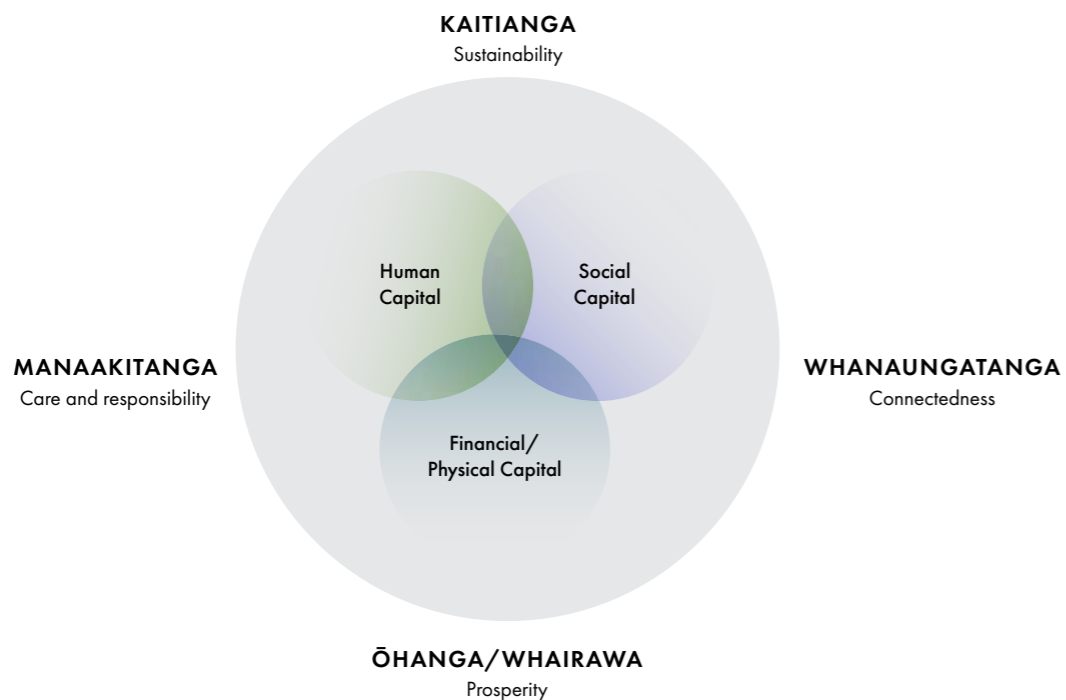 KAITIANGA
Sustainability
Human
Capital
Social
Capital
MANAAKITANGA
Care and responsibility
WHANAUNGATANGA
Connectedness
Financial/
Physical Capital
ŌHANGA/WHAIRAWA
Prosperity